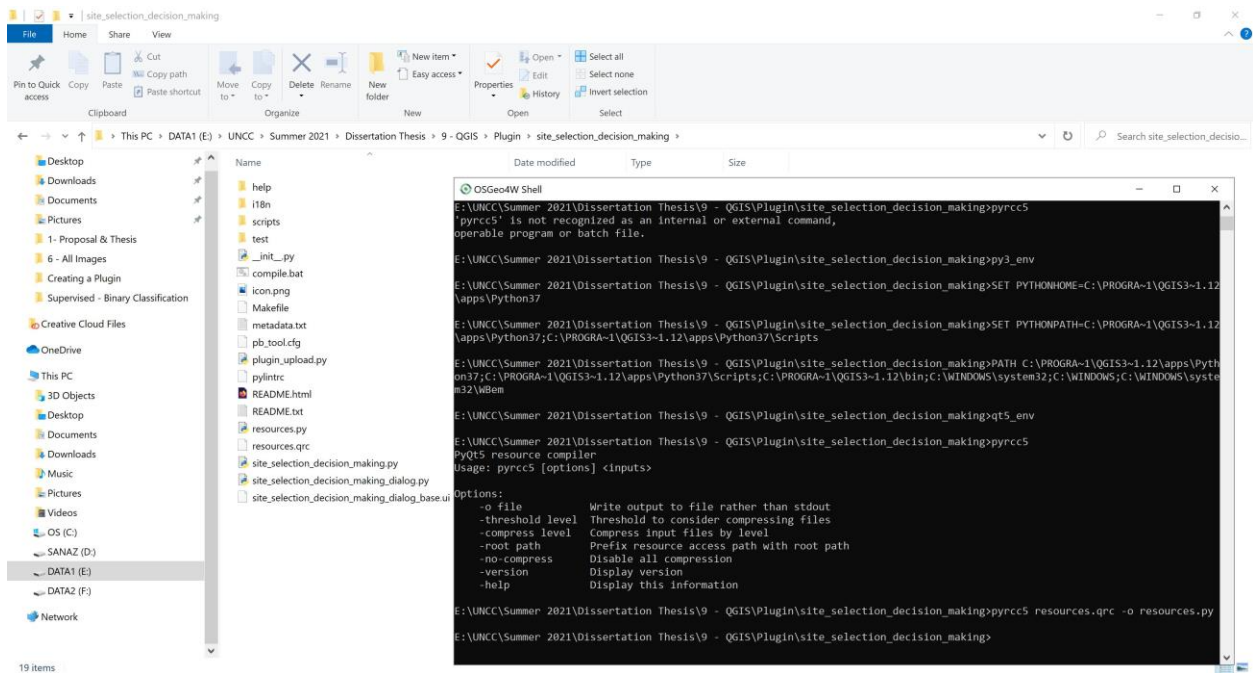 site_selection_decision_making
File Home Share View
Pin to Quick access
Copy
Paste
Cut
Copy path
Paste shortcut
Clipboard
Move to
Copy to
Delete
Rename
Organize
New folder
New item
Easy access
New
Properties
Open
Edit
History
Open
Select all
Select none
Invert selection
Select
This PC > DATA1 (E:) > UNCC > Summer 2021 > Dissertation Thesis > 9 - QGIS > Plugin > site_selection_decision_making >
Search site_selection_decisio...
Desktop
Downloads
Documents
Pictures
1- Proposal & Thesis
6 - All Images
Creating a Plugin
Supervised - Binary Classification
Creative Cloud Files
OneDrive
This PC
3D Objects
Desktop
Documents
Downloads
Music
Pictures
Videos
OS (C:)
SANAZ (D:)
DATA1 (E:)
DATA2 (F:)
Network
19 items
Name Date modified Type Size
help
i18n
scripts
test
__init__.py
compile.bat
icon.png
Makefile
metadata.txt
pb_tool.cfg
plugin_upload.py
pylintrc
README.html
README.txt
resources.py
resources.qrc
site_selection_decision_making.py
site_selection_decision_making_dialog.py
site_selection_decision_making_dialog_base.ui
OSGeo4W Shell
E:\UNCC\Summer 2021\Dissertation Thesis\9 - QGIS\Plugin\site_selection_decision_making>pyrcc5
'pyrcc5' is not recognized as an internal or external command,
operable program or batch file.
E:\UNCC\Summer 2021\Dissertation Thesis\9 - QGIS\Plugin\site_selection_decision_making>py3_env
E:\UNCC\Summer 2021\Dissertation Thesis\9 - QGIS\Plugin\site_selection_decision_making>SET PYTHONHOME=C:\PROGRA~1\QGIS3~1.12
\apps\Python37
E:\UNCC\Summer 2021\Dissertation Thesis\9 - QGIS\Plugin\site_selection_decision_making>SET PYTHONPATH=C:\PROGRA~1\QGIS3~1.12
\apps\Python37;C:\PROGRA~1\QGIS3~1.12\apps\Python37\Scripts
E:\UNCC\Summer 2021\Dissertation Thesis\9 - QGIS\Plugin\site_selection_decision_making>PATH C:\PROGRA~1\QGIS3~1.12\apps\Pyth
on37;C:\PROGRA~1\QGIS3~1.12\apps\Python37\Scripts;C:\PROGRA~1\QGIS3~1.12\bin;C:\WINDOWS\system32;C:\WINDOWS;C:\WINDOWS\syste
m32\WBem
E:\UNCC\Summer 2021\Dissertation Thesis\9 - QGIS\Plugin\site_selection_decision_making>qt5_env
E:\UNCC\Summer 2021\Dissertation Thesis\9 - QGIS\Plugin\site_selection_decision_making>pyrcc5
PyQt5 resource compiler
Usage: pyrcc5 [options] <inputs>
Options:
-o file Write output to file rather than stdout
-threshold level Threshold to consider compressing files
-compress level Compress input files by level
-root path Prefix resource access path with root path
-no-compress Disable all compression
-version Display version
-help Display this information
E:\UNCC\Summer 2021\Dissertation Thesis\9 - QGIS\Plugin\site_selection_decision_making>pyrcc5 resources.qrc -o resources.py
E:\UNCC\Summer 2021\Dissertation Thesis\9 - QGIS\Plugin\site_selection_decision_making>